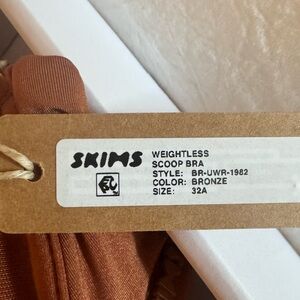 SKIMS
WEIGHTLESS
SCOOP BRA
STYLE: BR-UWR-1982
COLOR: BRONZE
SIZE: 32A